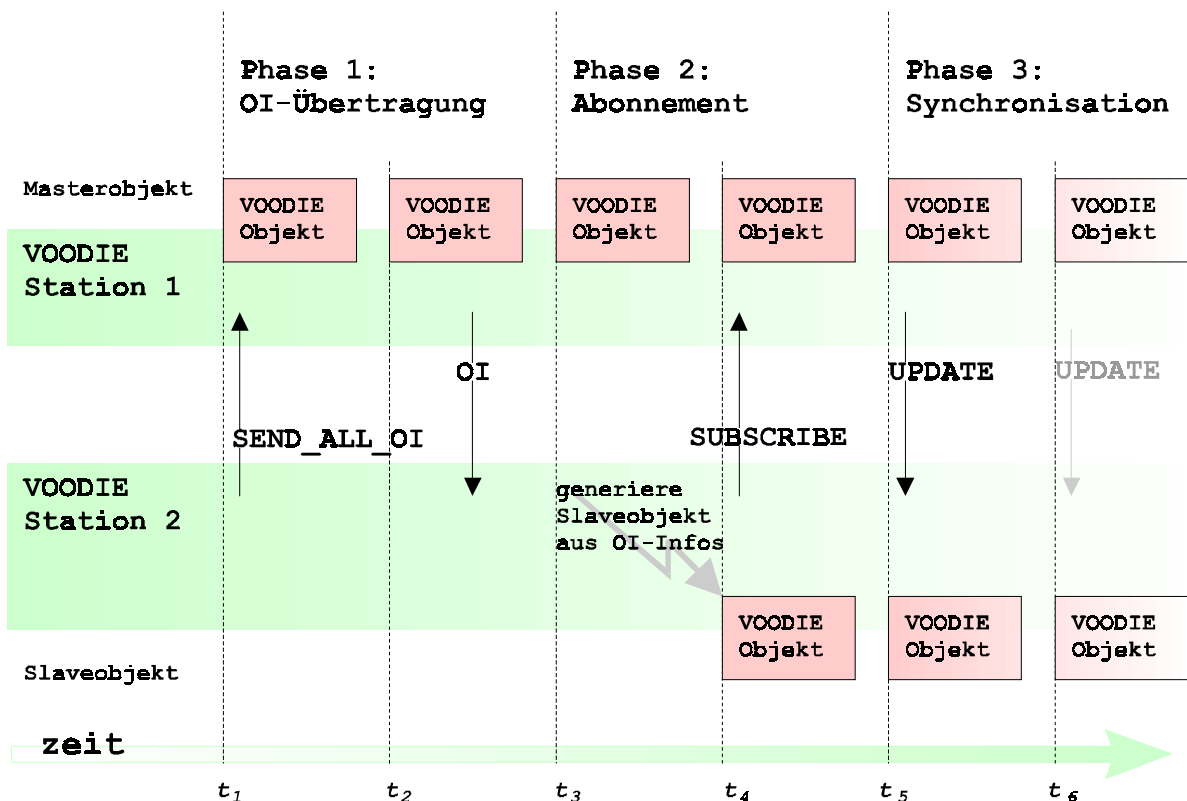 Phase 1:
OI-Übertragung
Phase 2:
Abonnement
Phase 3:
Synchronisation
Masterobjekt
VOODIE
Objekt
VOODIE
Objekt
VOODIE
Objekt
VOODIE
Objekt
VOODIE
Objekt
VOODIE
Objekt
VOODIE
Station 1
OI
UPDATE
UPDATE
SEND_ALL_OI
SUBSCRIBE
VOODIE
Station 2
generiere
Slaveobjekt
aus OI-Infos
VOODIE
Objekt
VOODIE
Objekt
VOODIE
Objekt
Slaveobjekt
zeit
t1
t2
t3
t4
t5
t6